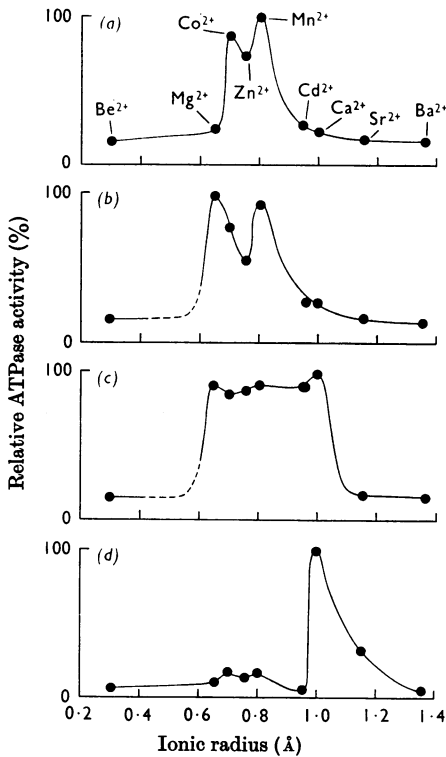 (a)
Co²⁺
Mn²⁺
Be²⁺
Mg²⁺
Zn²⁺
Cd²⁺
Ca²⁺
Sr²⁺
Ba²⁺
100
0
(b)
100
0
(c)
100
0
(d)
100
0
Relative ATPase activity (%)
0·2 0·4 0·6 0·8 1·0 1·2 1·4
Ionic radius (Å)